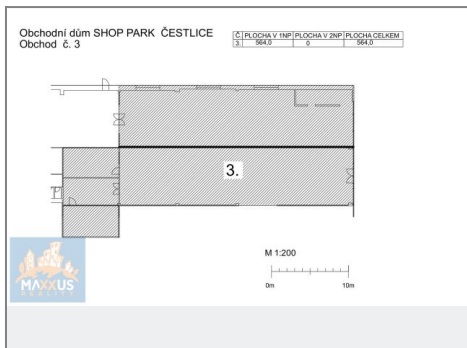 Obchodní dům SHOP PARK ČESTLICE
Obchod č. 3
Č. PLOCHA V 1NP PLOCHA V 2NP PLOCHA CELKEM
3. 564,0 0 564,0
3.
M 1:200
0m 10m
MAXXUS
REALITY